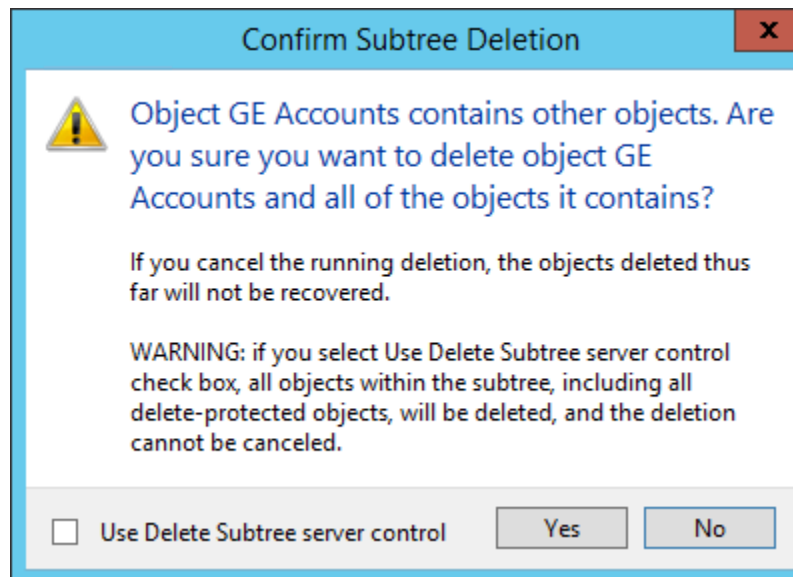 Confirm Subtree Deletion
x
Object GE Accounts contains other objects. Are
you sure you want to delete object GE
Accounts and all of the objects it contains?
If you cancel the running deletion, the objects deleted thus
far will not be recovered.
WARNING: if you select Use Delete Subtree server control
check box, all objects within the subtree, including all
delete-protected objects, will be deleted, and the deletion
cannot be canceled.
Use Delete Subtree server control
Yes
No